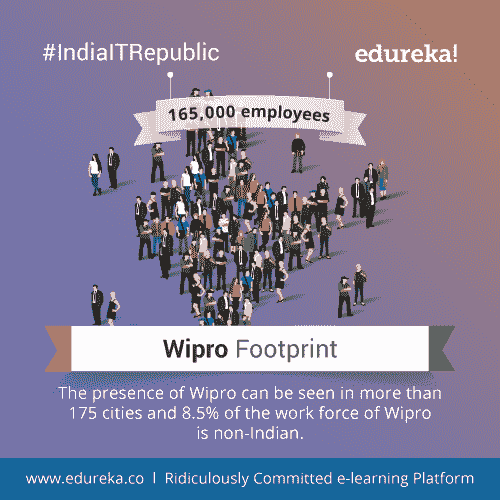 #IndiaITRepublic
edureka!
165,000 employees
Wipro Footprint
The presence of Wipro can be seen in more than
175 cities and 8.5% of the work force of Wipro
is non-Indian.
www.edureka.co | Ridiculously Committed e-learning Platform